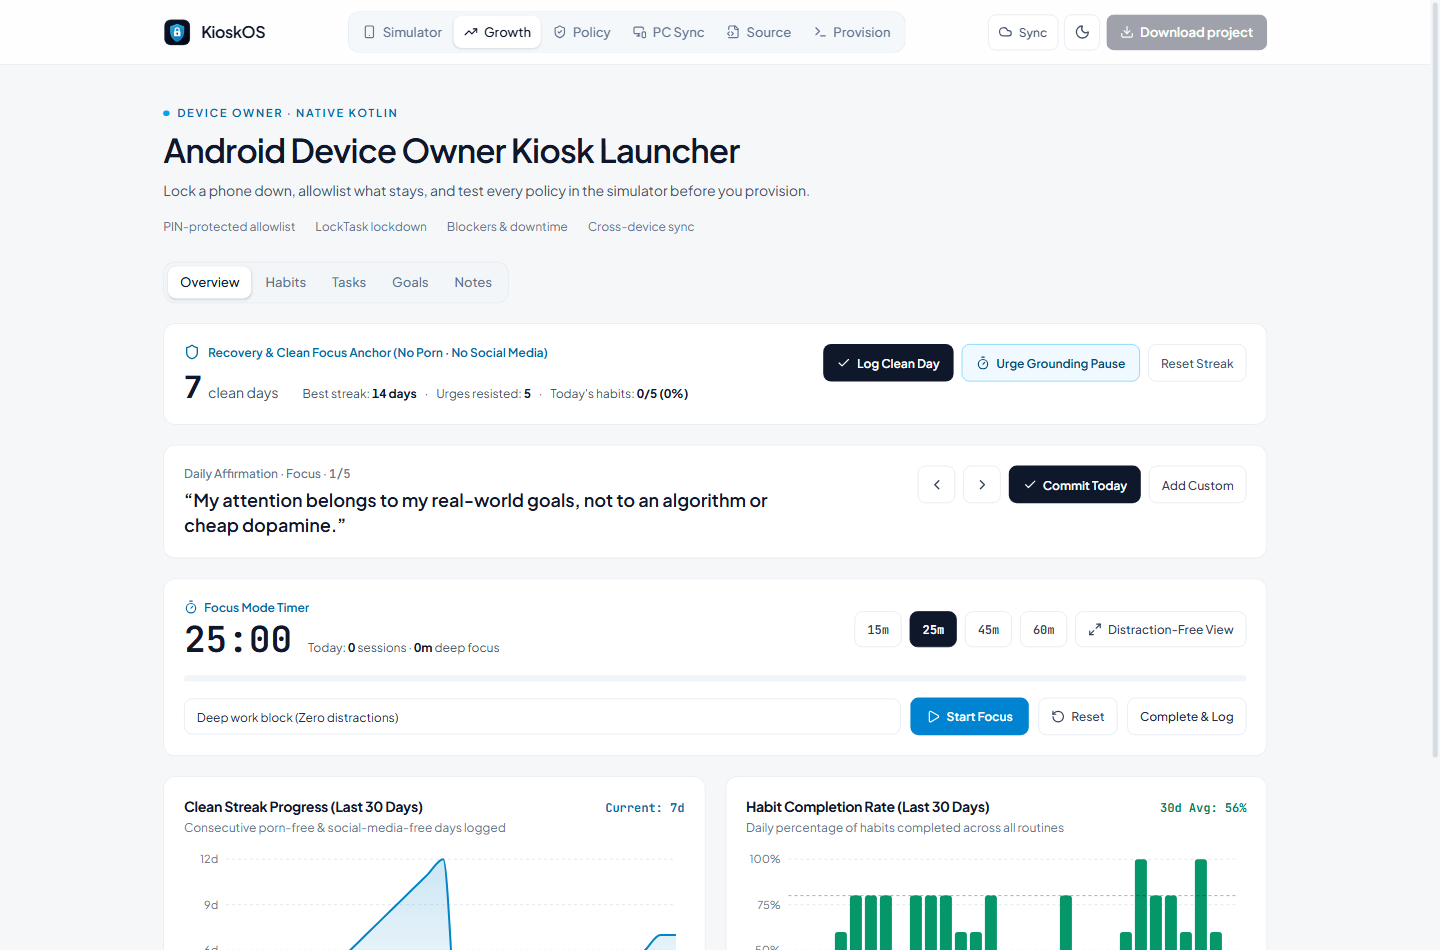 KioskOS
Simulator
Growth
Policy
PC Sync
Source
Provision
Sync
Download project
DEVICE OWNER · NATIVE KOTLIN
Android Device Owner Kiosk Launcher
Lock a phone down, allowlist what stays, and test every policy in the simulator before you provision.
PIN-protected allowlist
LockTask lockdown
Blockers & downtime
Cross-device sync
Overview
Habits
Tasks
Goals
Notes
Recovery & Clean Focus Anchor (No Porn · No Social Media)
7 clean days
Best streak: 14 days · Urges resisted: 5 · Today's habits: 0/5 (0%)
Log Clean Day
Urge Grounding Pause
Reset Streak
Daily Affirmation · Focus · 1/5
“My attention belongs to my real-world goals, not to an algorithm or
cheap dopamine.”
Commit Today
Add Custom
Focus Mode Timer
25:00
Today: 0 sessions · 0m deep focus
15m
25m
45m
60m
Distraction-Free View
Deep work block (Zero distractions)
Start Focus
Reset
Complete & Log
Clean Streak Progress (Last 30 Days)
Current: 7d
Consecutive porn-free & social-media-free days logged
12d
9d
6d
Habit Completion Rate (Last 30 Days)
30d Avg: 56%
Daily percentage of habits completed across all routines
100%
75%
50%